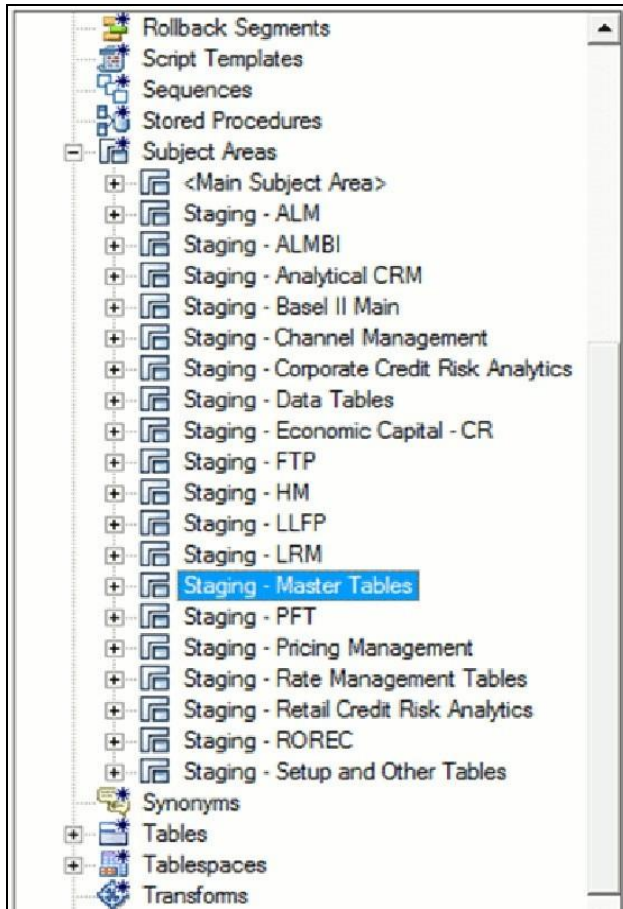 Rollback Segments
Script Templates
Sequences
Stored Procedures
Subject Areas
<Main Subject Area>
Staging - ALM
Staging - ALMBI
Staging - Analytical CRM
Staging - Basel II Main
Staging - Channel Management
Staging - Corporate Credit Risk Analytics
Staging - Data Tables
Staging - Economic Capital - CR
Staging - FTP
Staging - HM
Staging - LLFP
Staging - LRM
Staging - Master Tables
Staging - PFT
Staging - Pricing Management
Staging - Rate Management Tables
Staging - Retail Credit Risk Analytics
Staging - ROREC
Staging - Setup and Other Tables
Synonyms
Tables
Tablespaces
Transforms